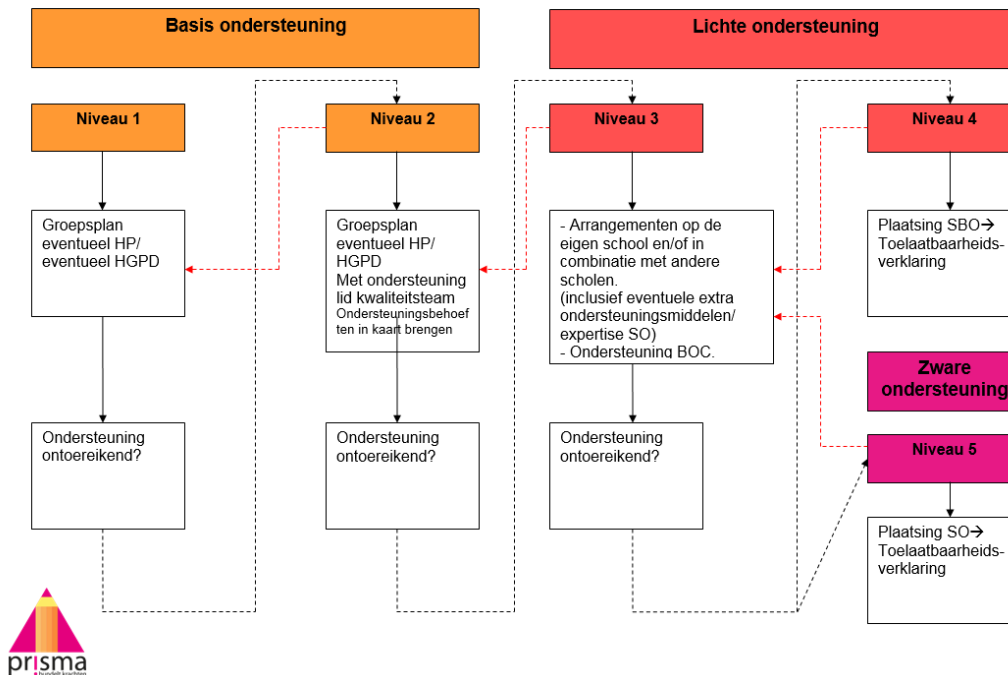 Basis ondersteuning
Lichte ondersteuning
Niveau 1
Niveau 2
Niveau 3
Niveau 4
Groepsplan
eventueel HP/
eventueel HGPD
Groepsplan
eventueel HP/
HGPD
Met ondersteuning
lid kwaliteitsteam
Ondersteuningsbehoef
ten in kaart brengen
- Arrangementen op de
eigen school en/of in
combinatie met andere
scholen.
(inclusief eventuele extra
ondersteuningsmiddelen/
expertise SO)
- Ondersteuning BOC.
Plaatsing SBO→
Toelaatbaarheids-
verklaring
Zware
ondersteuning
Ondersteuning
ontoereikend?
Ondersteuning
ontoereikend?
Ondersteuning
ontoereikend?
Niveau 5
Plaatsing SO→
Toelaatbaarheids-
verklaring
prisma
bundelt krachten